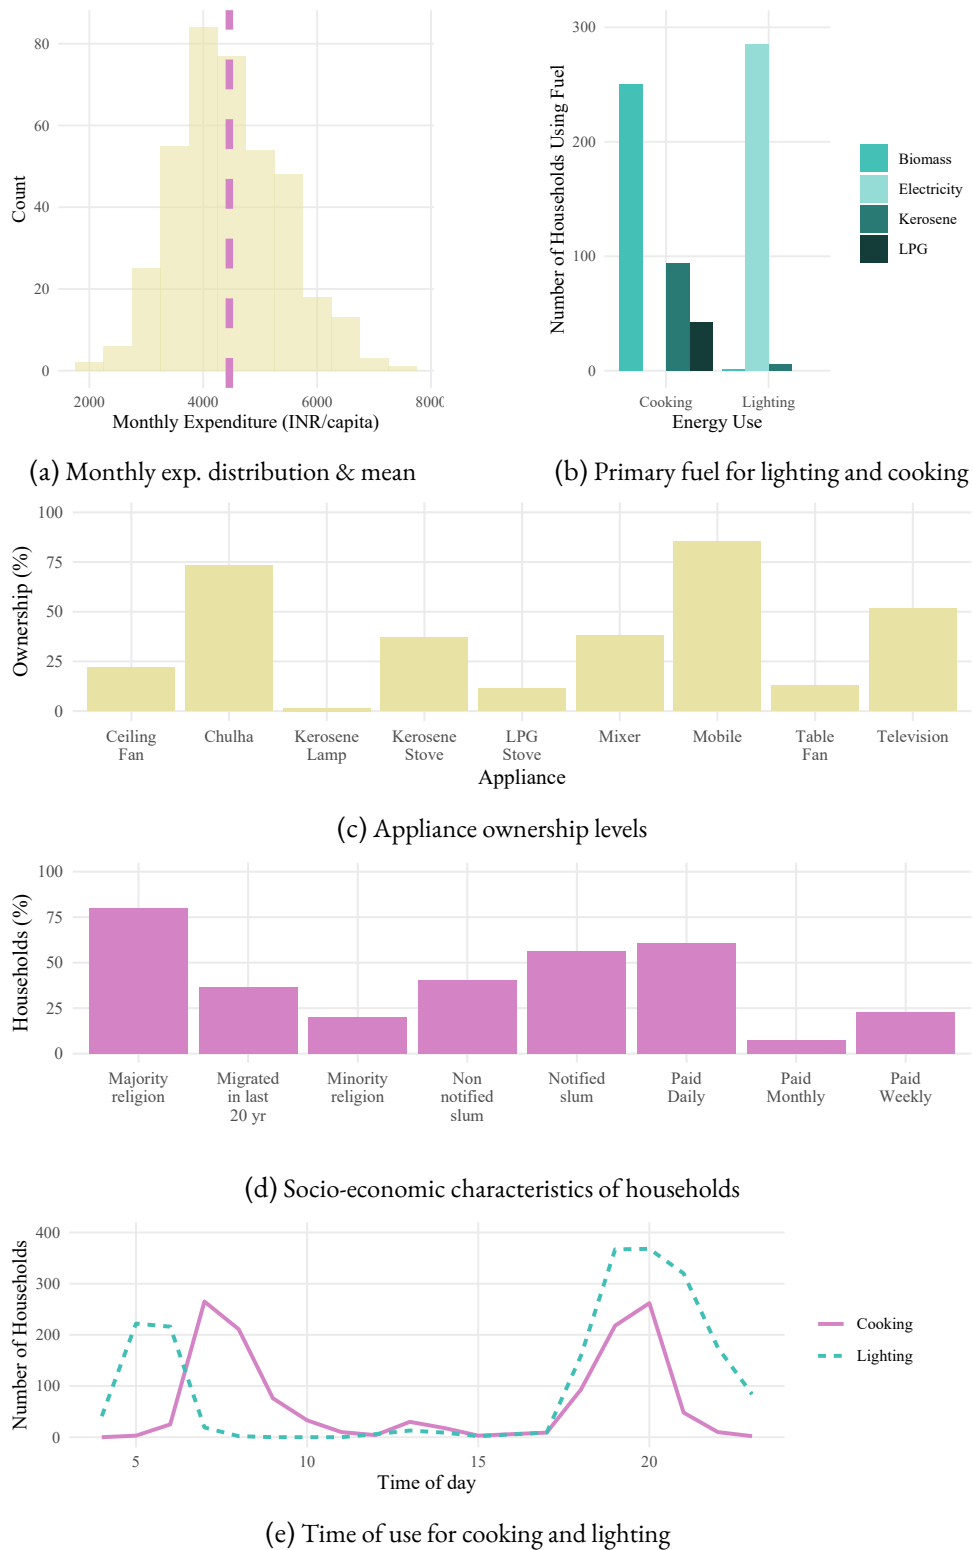 80
60
40
20
0
Count
2000
4000
6000
8000
Monthly Expenditure (INR/capita)
(a) Monthly exp. distribution & mean
300
200
100
0
Number of Households Using Fuel
Cooking
Lighting
Energy Use
Biomass
Electricity
Kerosene
LPG
(b) Primary fuel for lighting and cooking
100
75
50
25
0
Ownership (%)
Ceiling
Fan
Chulha
Kerosene
Lamp
Kerosene
Stove
LPG
Stove
Mixer
Mobile
Table
Fan
Television
Appliance
(c) Appliance ownership levels
100
75
50
25
0
Households (%)
Majority
religion
Migrated
in last
20 yr
Minority
religion
Non
notified
slum
Notified
slum
Paid
Daily
Paid
Monthly
Paid
Weekly
(d) Socio-economic characteristics of households
400
300
200
100
0
Number of Households
5
10
15
20
Time of day
Cooking
Lighting
(e) Time of use for cooking and lighting